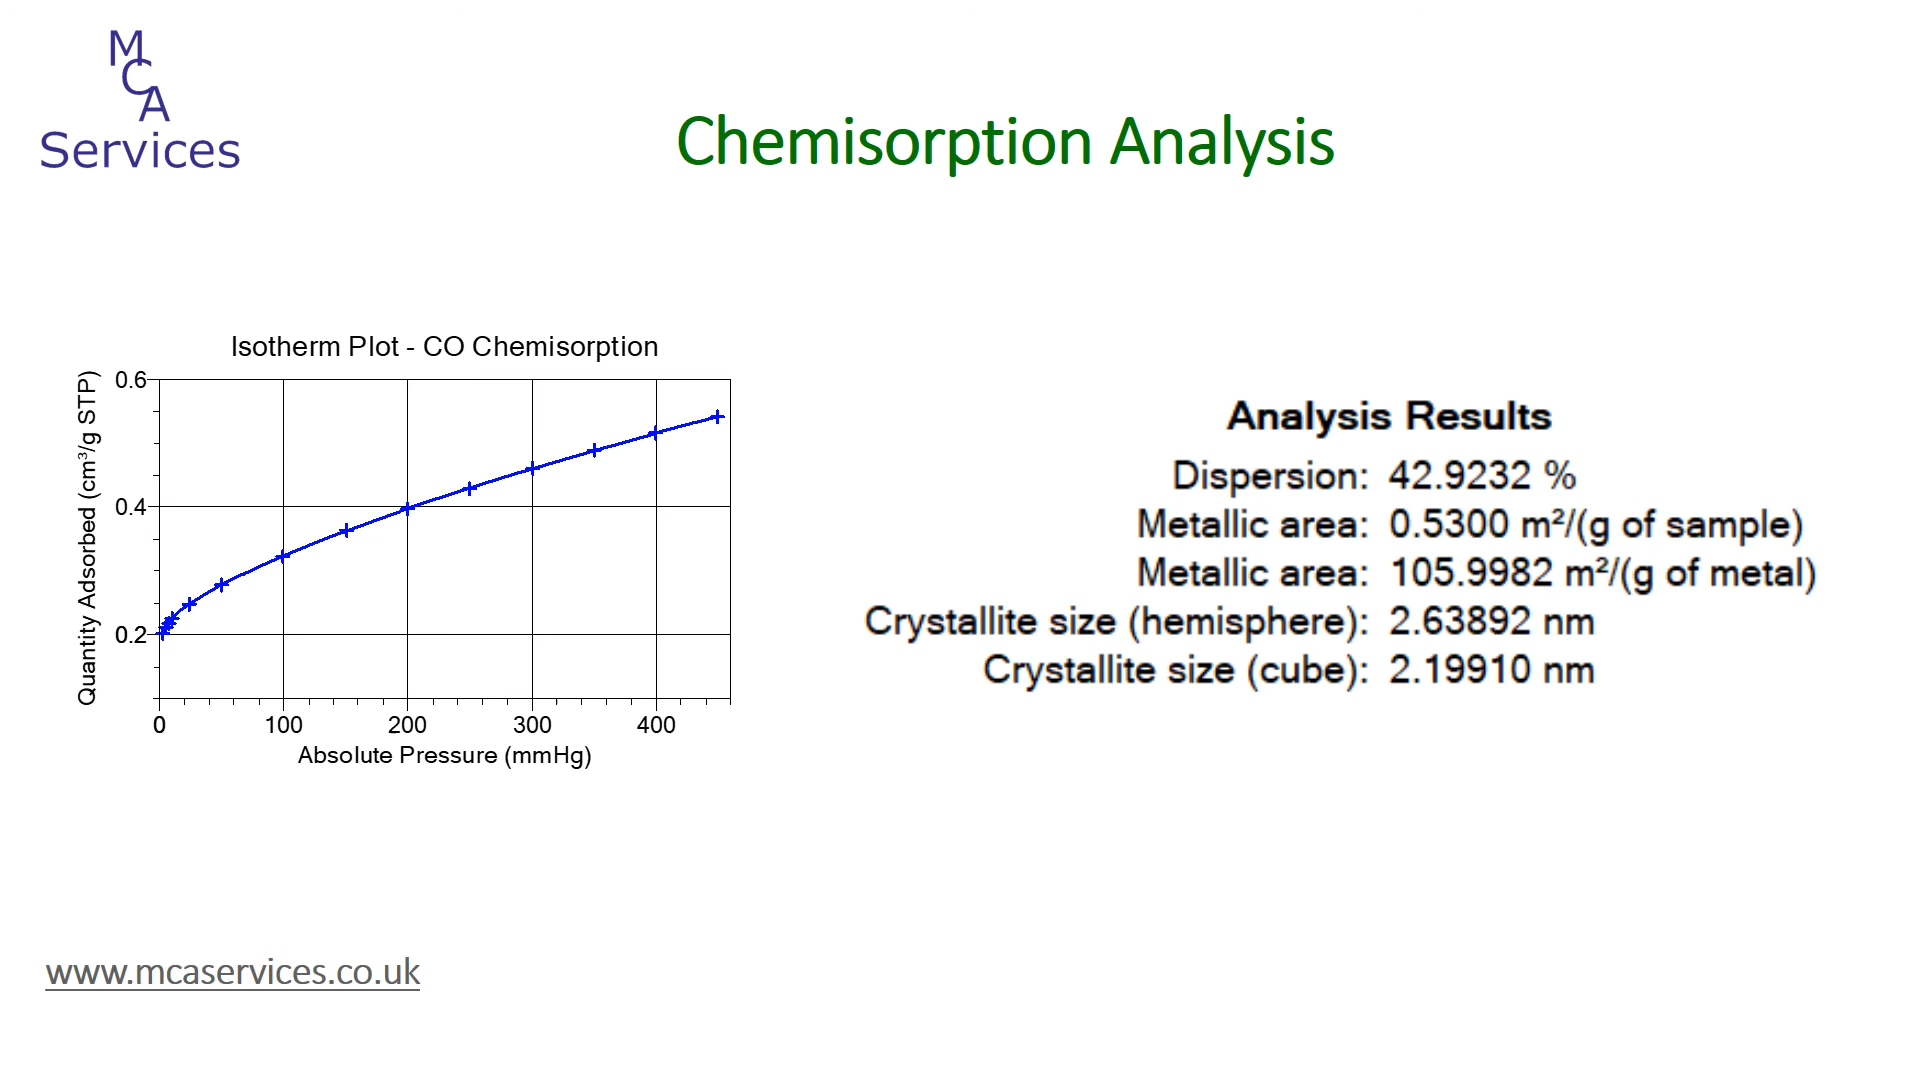 M
C
A
Services
Chemisorption Analysis
Isotherm Plot - CO Chemisorption
Quantity Adsorbed (cm³/g STP)
0.6
0.4
0.2
0 100 200 300 400
Absolute Pressure (mmHg)
Analysis Results
Dispersion: 42.9232 %
Metallic area: 0.5300 m²/(g of sample)
Metallic area: 105.9982 m²/(g of metal)
Crystallite size (hemisphere): 2.63892 nm
Crystallite size (cube): 2.19910 nm
www.mcaservices.co.uk